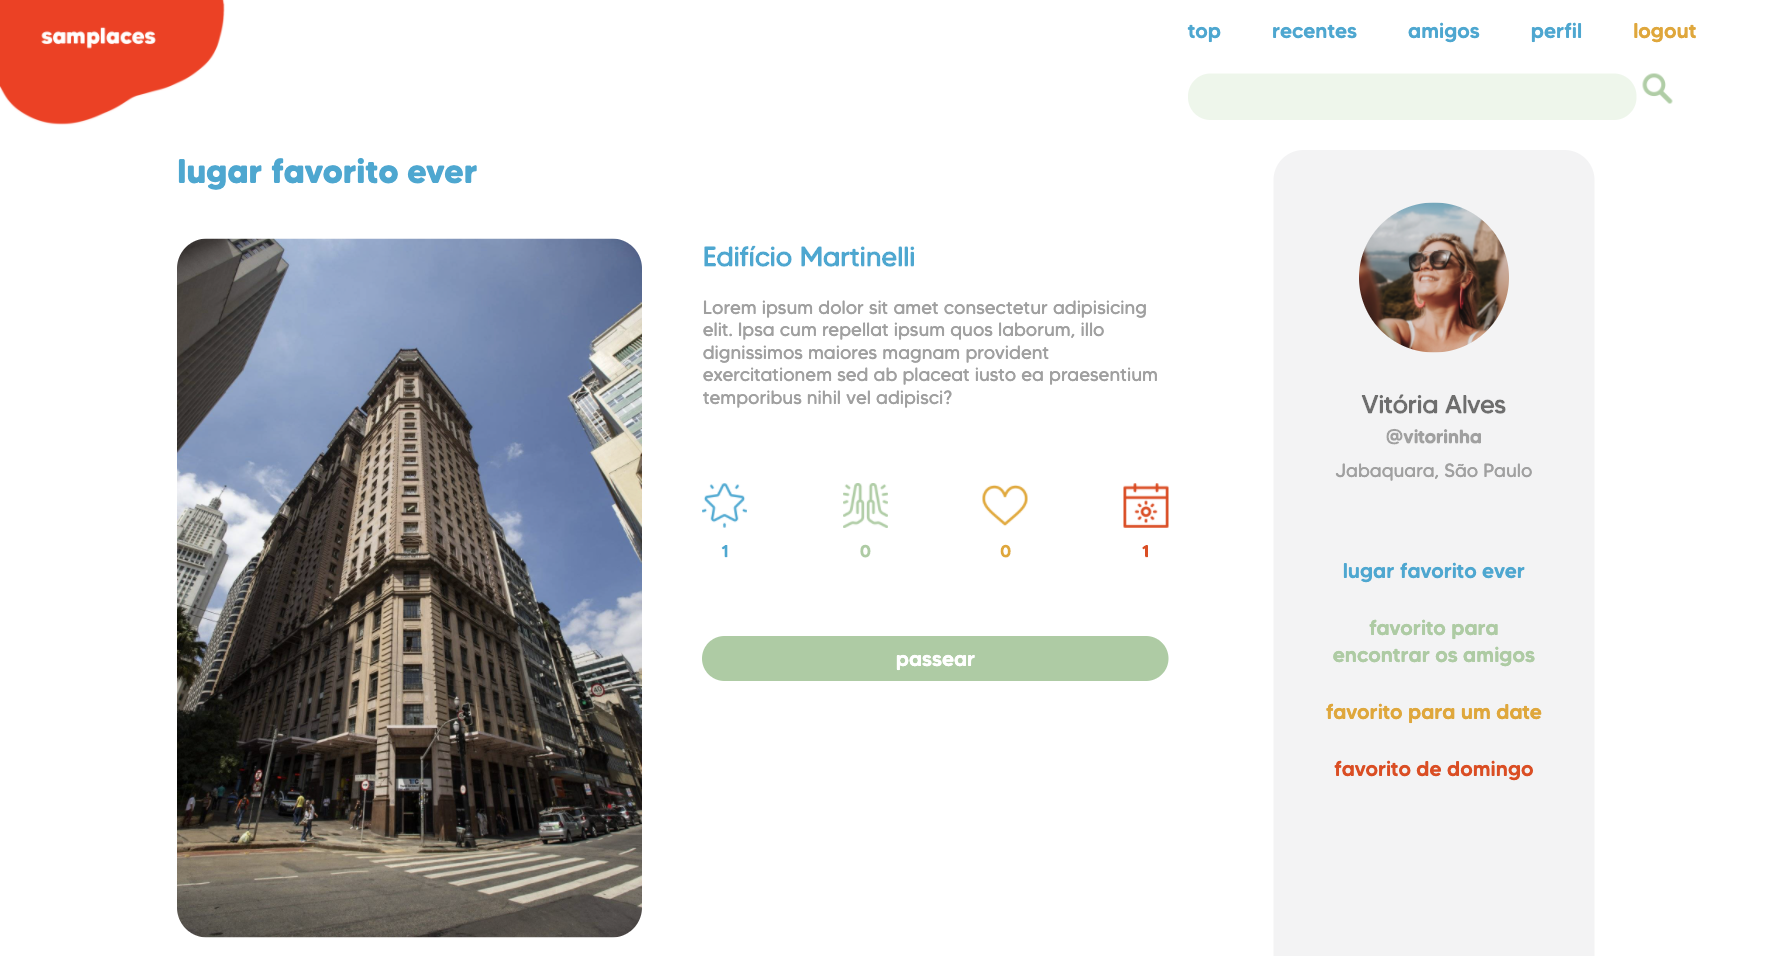 samplaces
top recentes amigos perfil logout
lugar favorito ever
Edifício Martinelli
Lorem ipsum dolor sit amet consectetur adipisicing
elit. Ipsa cum repellat ipsum quos laborum, illo
dignissimos maiores magnam provident
exercitationem sed ab placeat iusto ea praesentium
temporibus nihil vel adipisci?
1 0 0 1
passear
Vitória Alves
@vitorinha
Jabaquara, São Paulo
lugar favorito ever
favorito para
encontrar os amigos
favorito para um date
favorito de domingo